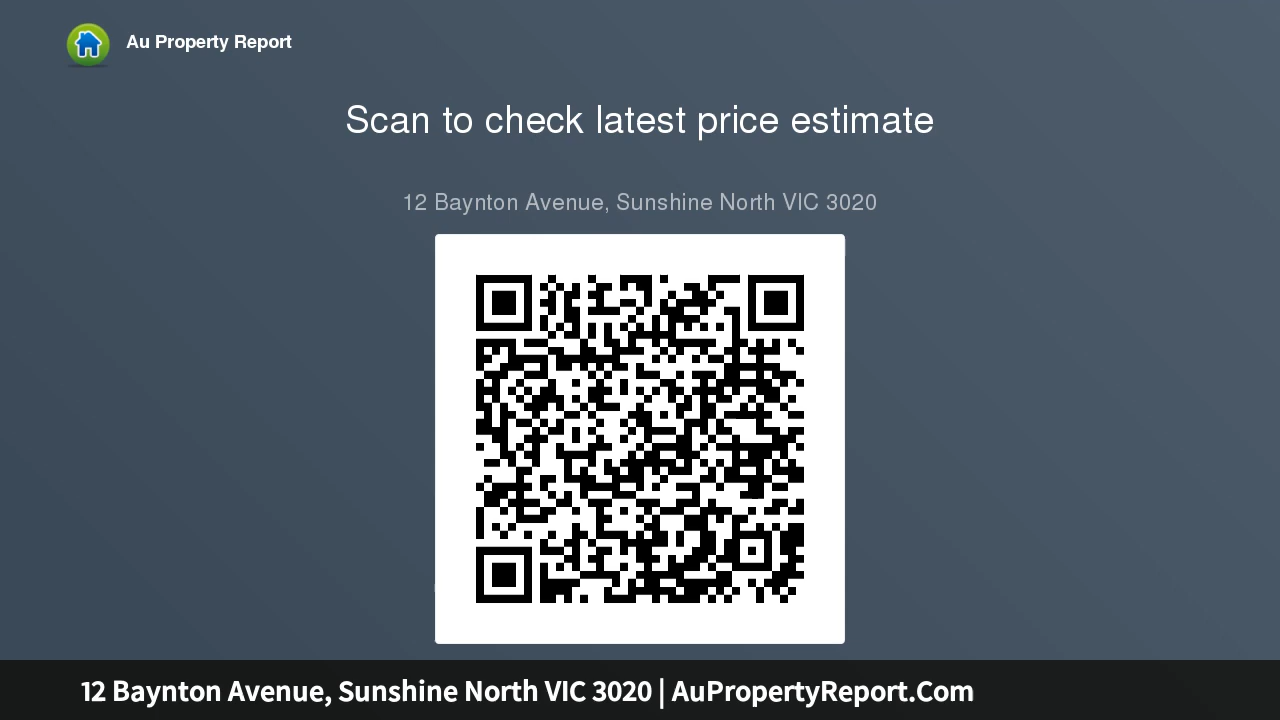 Au Property Report
Scan to check latest price estimate
12 Baynton Avenue, Sunshine North VIC 3020
12 Baynton Avenue, Sunshine North VIC 3020 | AuPropertyReport.Com